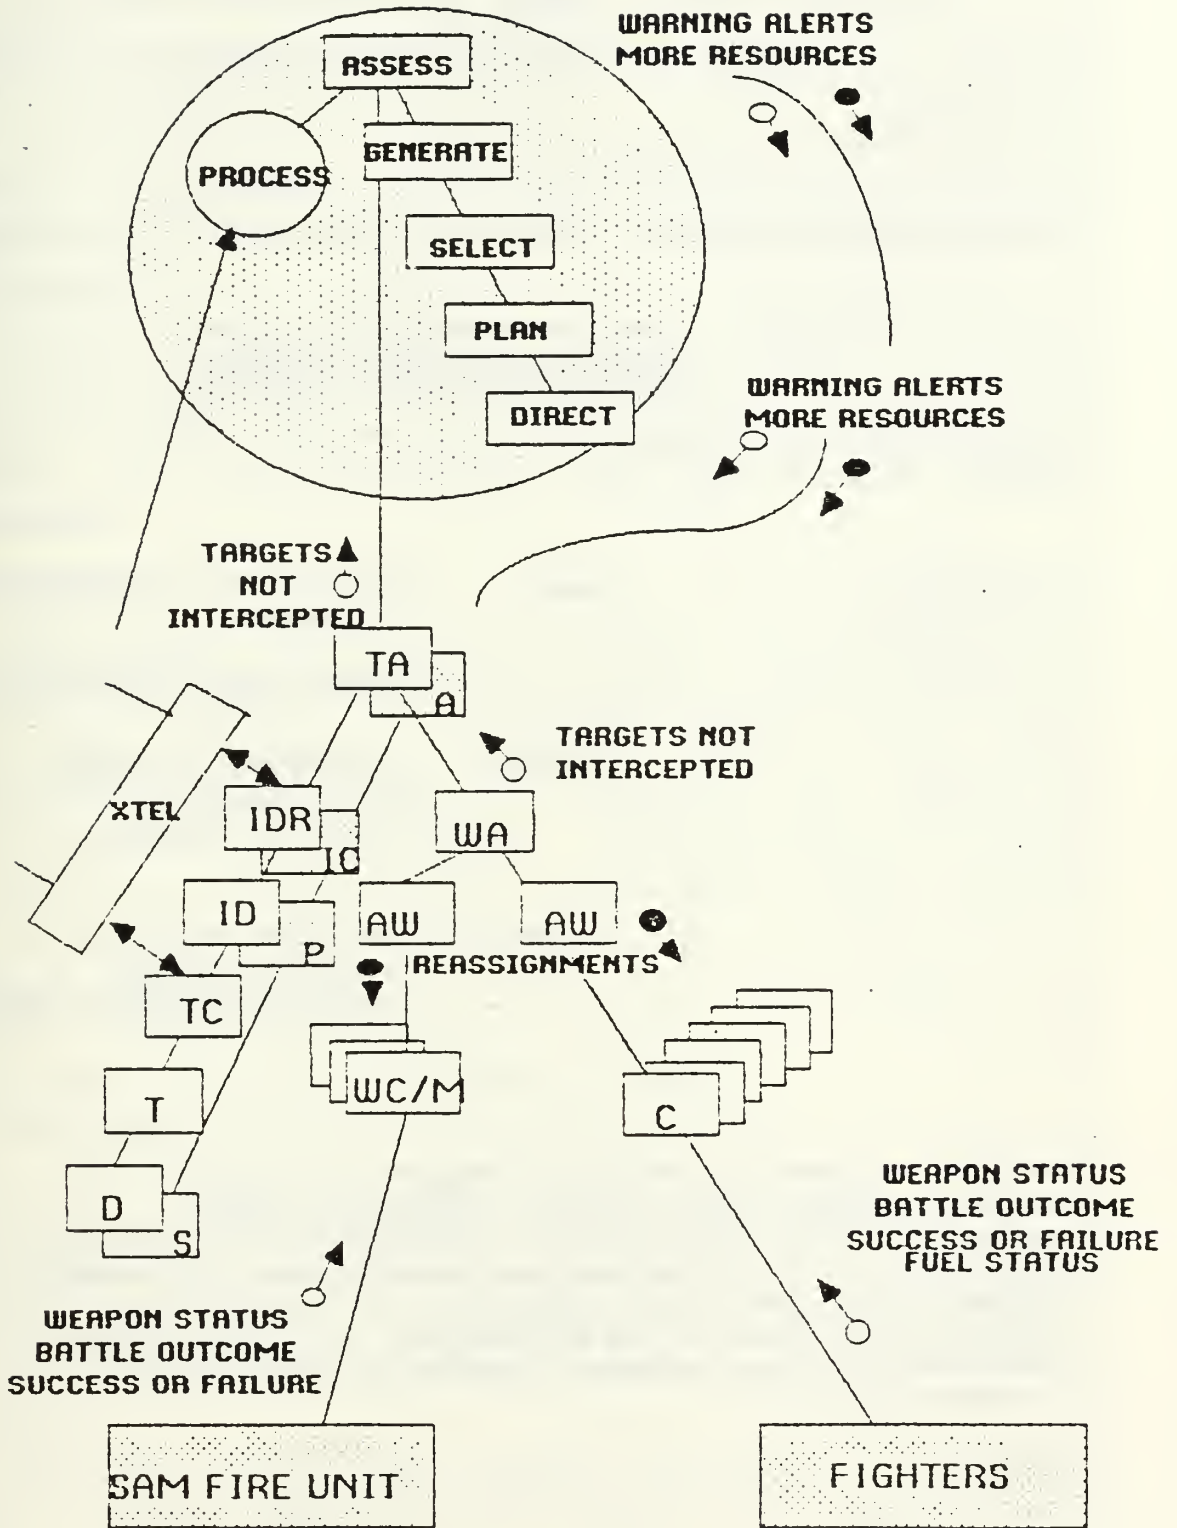 WARNING ALERTS
MORE RESOURCES
ASSESS
PROCESS
GENERATE
SELECT
PLAN
DIRECT
WARNING ALERTS
MORE RESOURCES
TARGETS
NOT
INTERCEPTED
TA
A
TARGETS NOT
INTERCEPTED
XTEL
IDR
IC
WA
ID
P
AW
AW
REASSIGNMENTS
TC
T
WC/M
C
D
S
WEAPON STATUS
BATTLE OUTCOME
SUCCESS OR FAILURE
FUEL STATUS
WEAPON STATUS
BATTLE OUTCOME
SUCCESS OR FAILURE
SAM FIRE UNIT
FIGHTERS